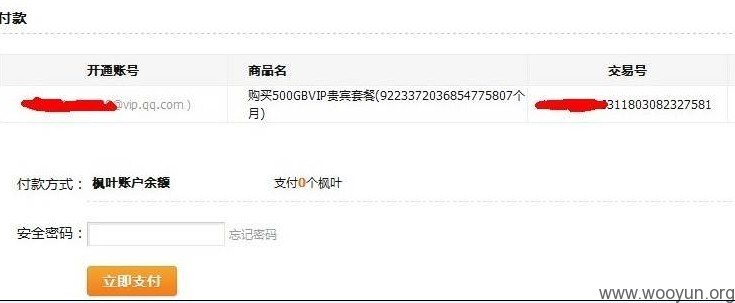 付款
开通账号 商品名 交易号
@vip.qq.com ) 购买500GBVIP贵宾套餐(9223372036854775807个
月)
311803082327581
付款方式： 枫叶账户余额 支付0个枫叶
安全密码： 忘记密码
立即支付
www.wooyun.org